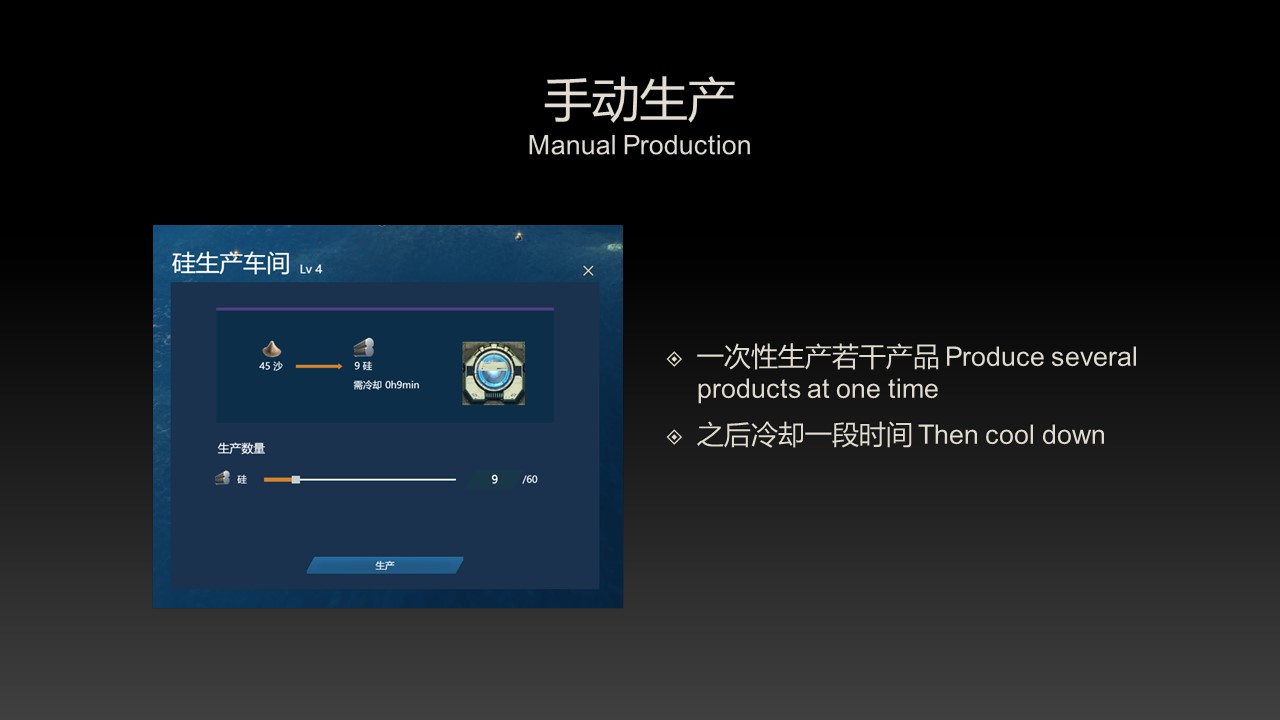 手动生产
Manual Production
硅生产车间 Lv 4
45 沙
9 硅
需冷却 0h9min
生产数量
硅 9 /60
生产
一次性生产若干产品 Produce several
products at one time
之后冷却一段时间 Then cool down